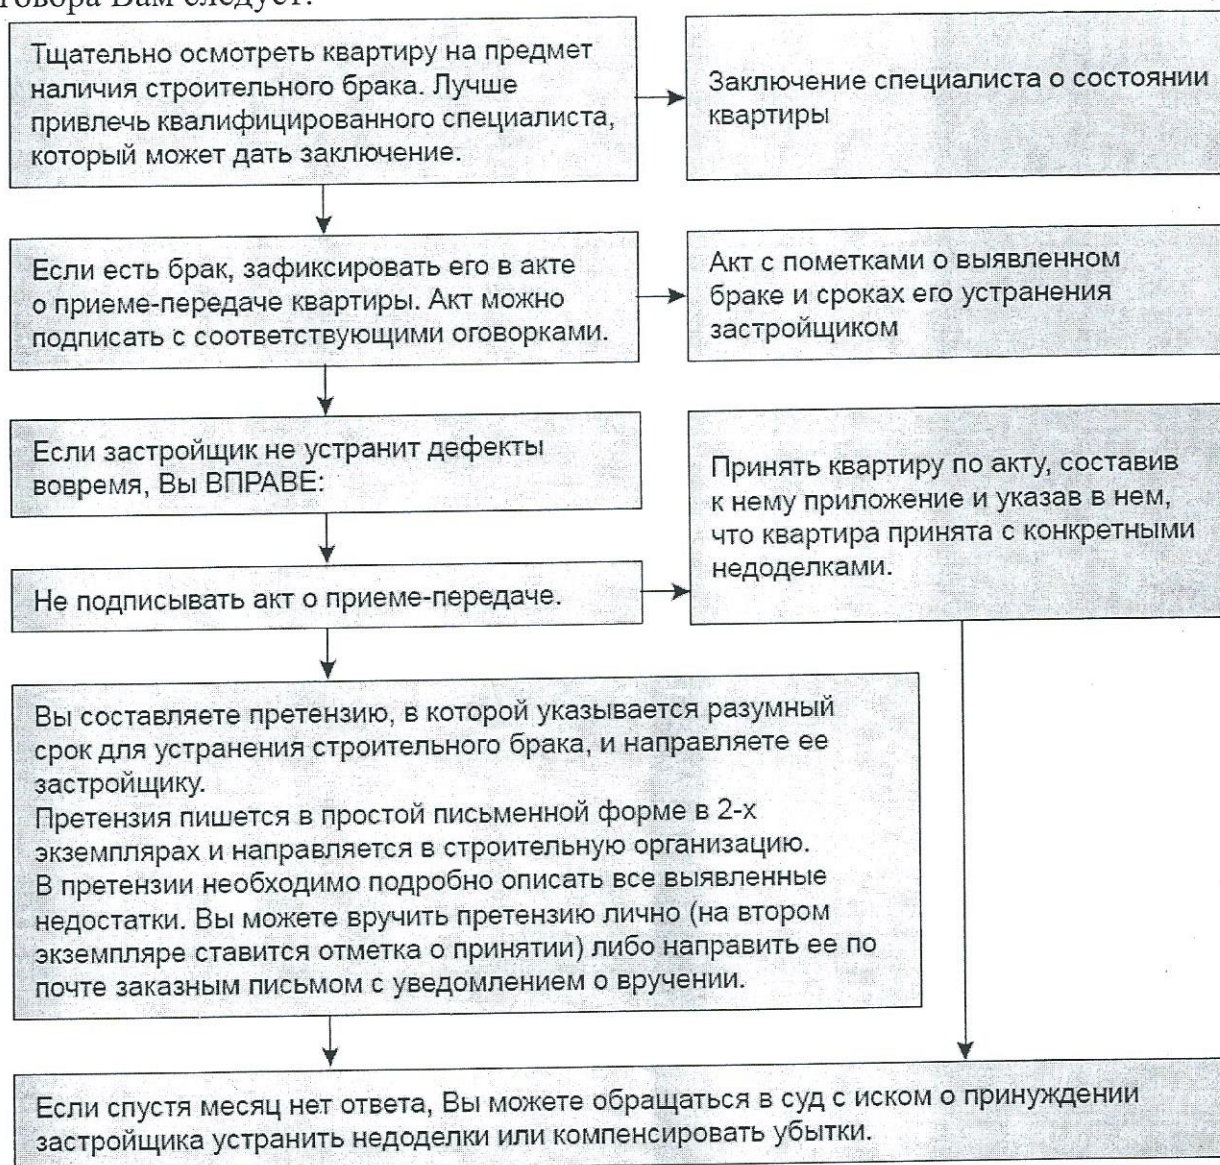 говора Вам следует:
Тщательно осмотреть квартиру на предмет
наличия строительного брака. Лучше
привлечь квалифицированного специалиста,
который может дать заключение.
Заключение специалиста о состоянии
квартиры
Если есть брак, зафиксировать его в акте
о приеме-передаче квартиры. Акт можно
подписать с соответствующими оговорками.
Акт с пометками о выявленном
браке и сроках его устранения
застройщиком
Если застройщик не устранит дефекты
вовремя, Вы ВПРАВЕ:
Не подписывать акт о приеме-передаче.
Принять квартиру по акту, составив
к нему приложение и указав в нем,
что квартира принята с конкретными
недоделками.
Вы составляете претензию, в которой указывается разумный
срок для устранения строительного брака, и направляете ее
застройщику.
Претензия пишется в простой письменной форме в 2-х
экземплярах и направляется в строительную организацию.
В претензии необходимо подробно описать все выявленные
недостатки. Вы можете вручить претензию лично (на втором
экземпляре ставится отметка о принятии) либо направить ее по
почте заказным письмом с уведомлением о вручении.
Если спустя месяц нет ответа, Вы можете обращаться в суд с иском о принуждении
застройщика устранить недоделки или компенсировать убытки.